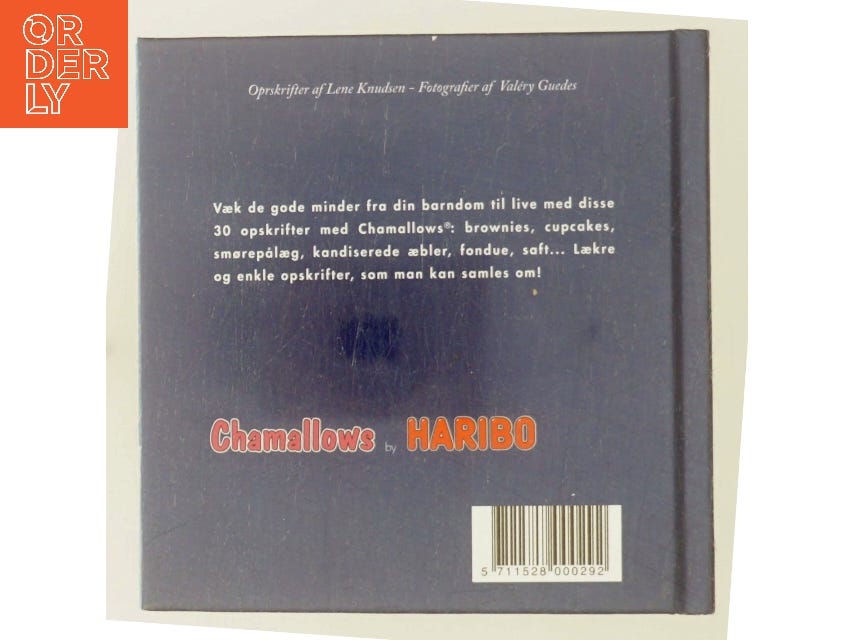 OR
DER
LY
Oprskrifter af Lene Knudsen - Fotografier af Valéry Guedes
Væk de gode minder fra din barndom til live med disse
30 opskrifter med Chamallows®: brownies, cupcakes,
smørepålæg, kandiserede æbler, fondue, saft... Lækre
og enkle opskrifter, som man kan samles om!
Chamallows by HARIBO
5 711528 000292